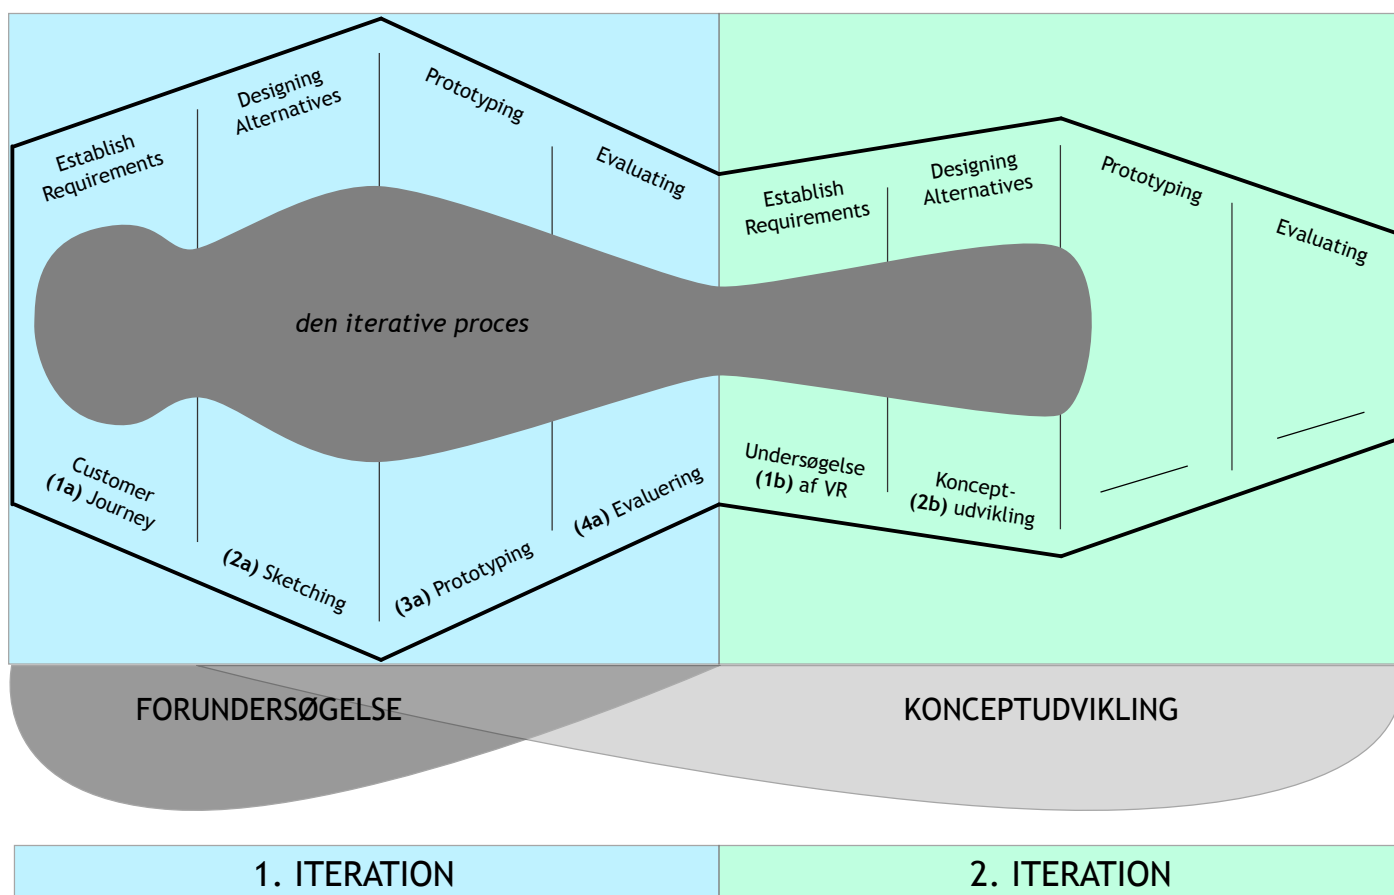 Establish
Requirements
Designing
Alternatives
Prototyping
Evaluating
Establish
Requirements
Designing
Alternatives
Prototyping
Evaluating
den iterative proces
Customer
(1a) Journey
(2a) Sketching
(3a) Prototyping
(4a) Evaluering
Undersøgelse
(1b) af VR
Koncept-
(2b) udvikling
FORUNDERSØGELSE
KONCEPTUDVIKLING
1. ITERATION
2. ITERATION